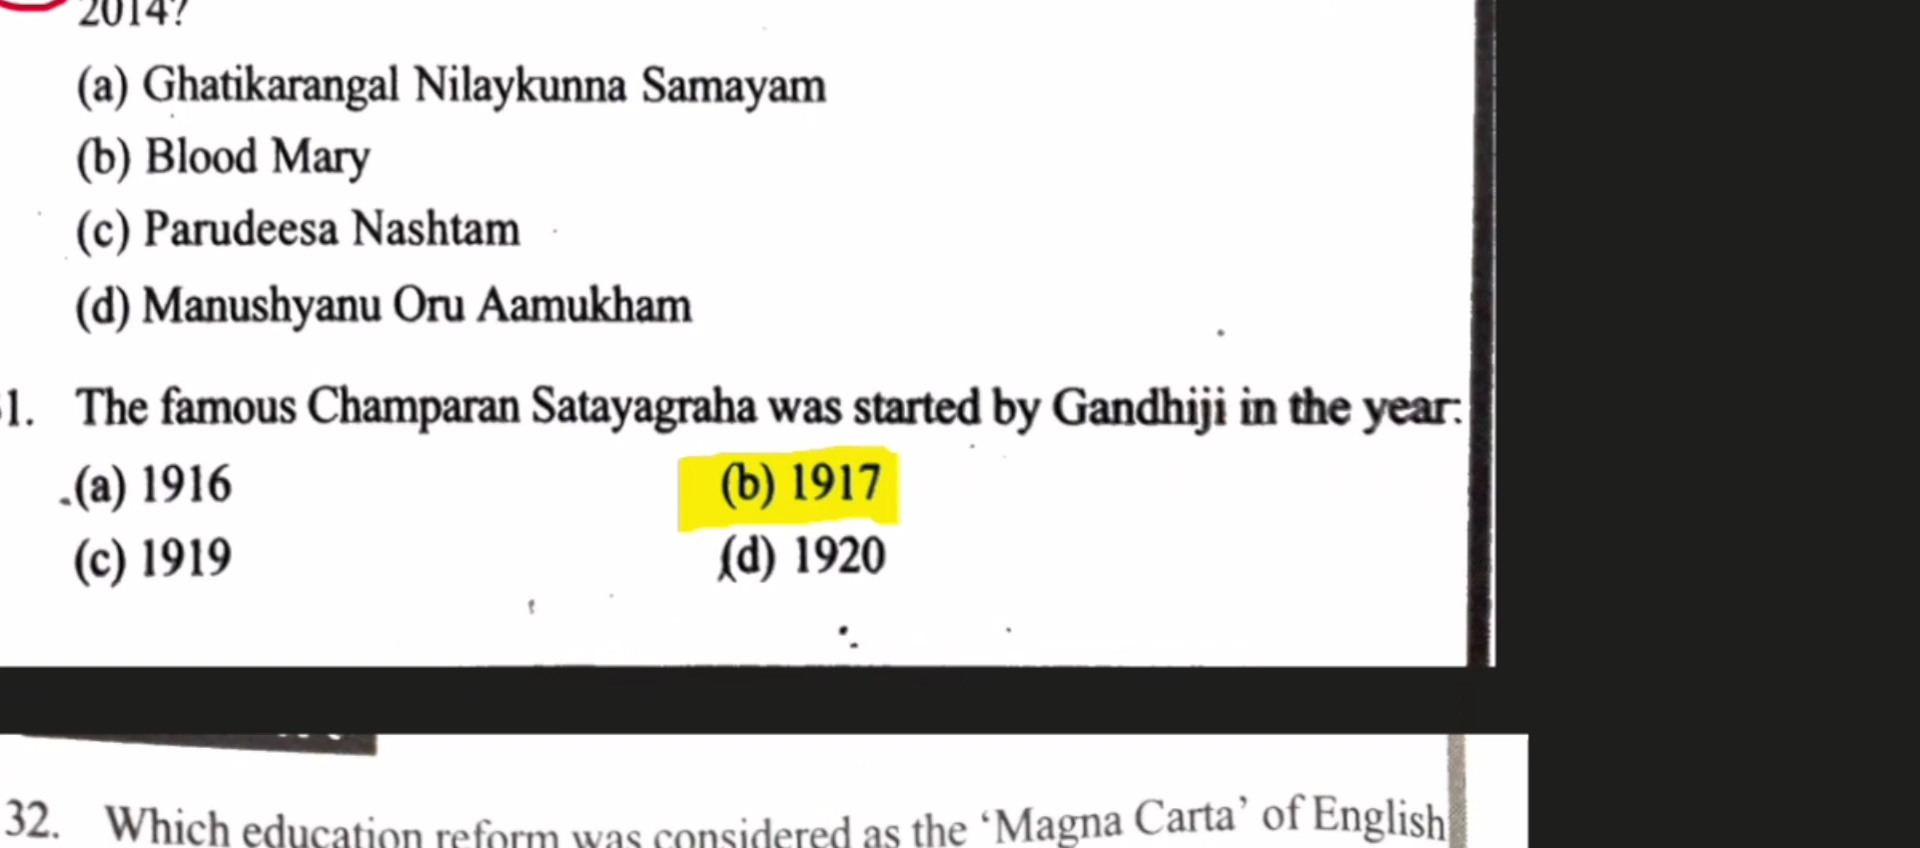 2014?
(a) Ghatikarangal Nilaykunna Samayam
(b) Blood Mary
(c) Parudeesa Nashtam
(d) Manushyanu Oru Aamukham
1. The famous Champaran Satayagraha was started by Gandhiji in the year:
(a) 1916 (b) 1917
(c) 1919 (d) 1920
32. Which education reform was considered as the ‘Magna Carta’ of English